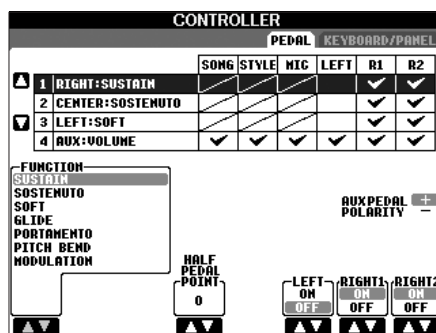 CONTROLLER
PEDAL KEYBOARD/PANEL
SONG STYLE MIC LEFT R1 R2
1 RIGHT:SUSTAIN
2 CENTER:SOSTENUTO
3 LEFT:SOFT
4 AUX:VOLUME
FUNCTION
SUSTAIN
SOSTENUTO
SOFT
GLIDE
PORTAMENTO
PITCH BEND
MODULATION
AUX PEDAL +
POLARITY −
HALF
PEDAL
POINT
0
LEFT RIGHT1 RIGHT2
ON ON ON
OFF OFF OFF